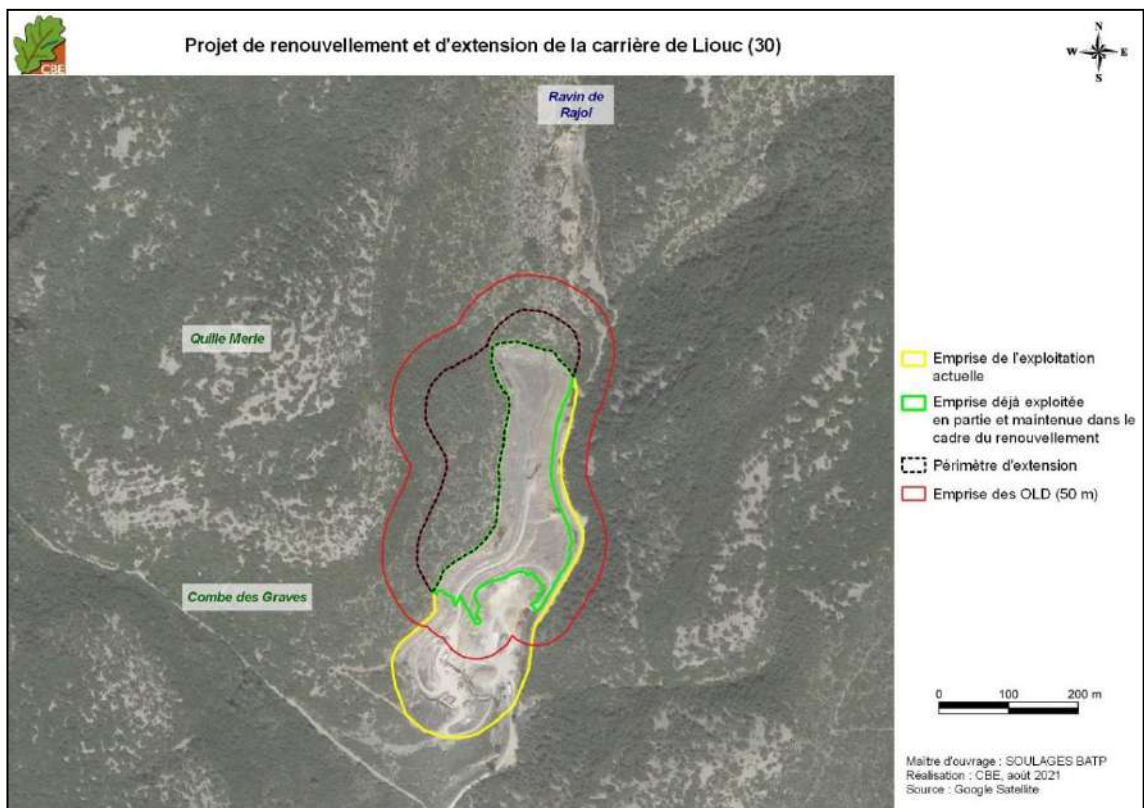 CBE
Projet de renouvellement et d'extension de la carrière de Liouc (30)
N
W
E
S
Ravin de
Rajol
Quille Merle
Combe des Graves
Emprise de l'exploitation
actuelle
Emprise déjà exploitée
en partie et maintenue dans le
cadre du renouvellement
Périmètre d'extension
Emprise des OLD (50 m)
0 100 200 m
Maître d'ouvrage : SOULAGES BATP
Réalisation : CBE, août 2021
Source : Google Satellite